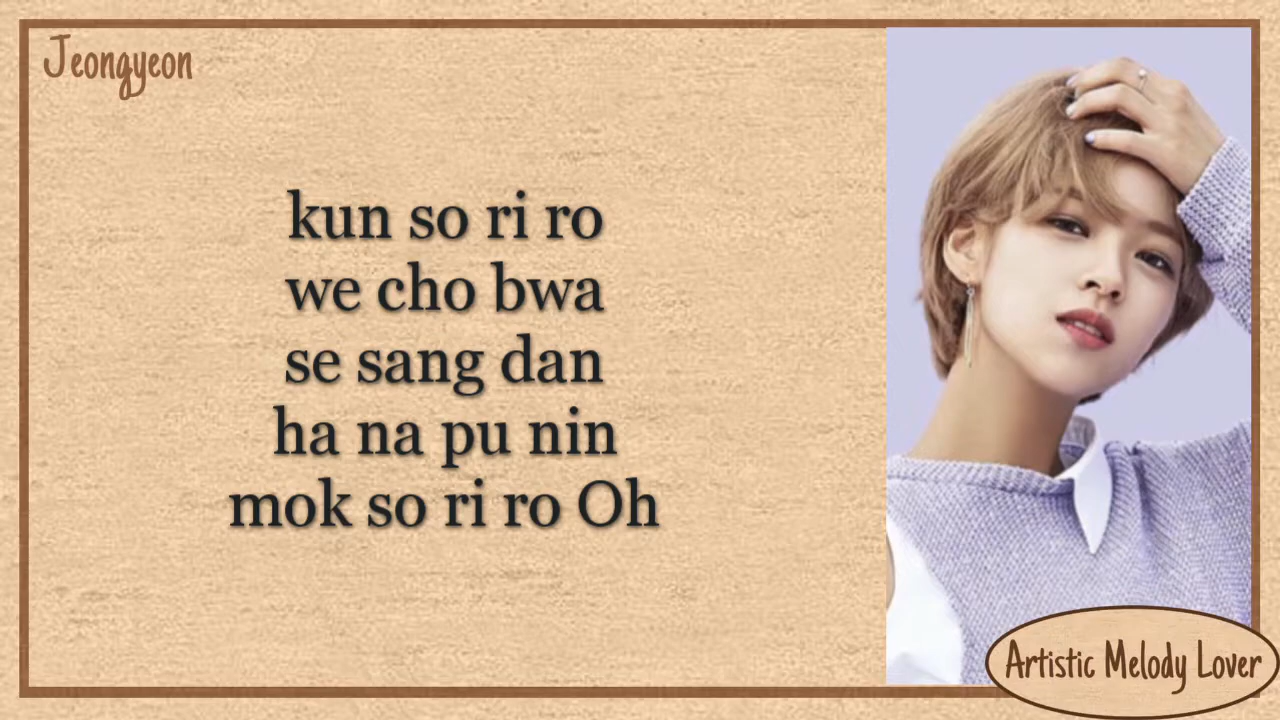 Jeongyeon
kun so ri ro
we cho bwa
se sang dan
ha na pu nin
mok so ri ro Oh
Artistic Melody Lover